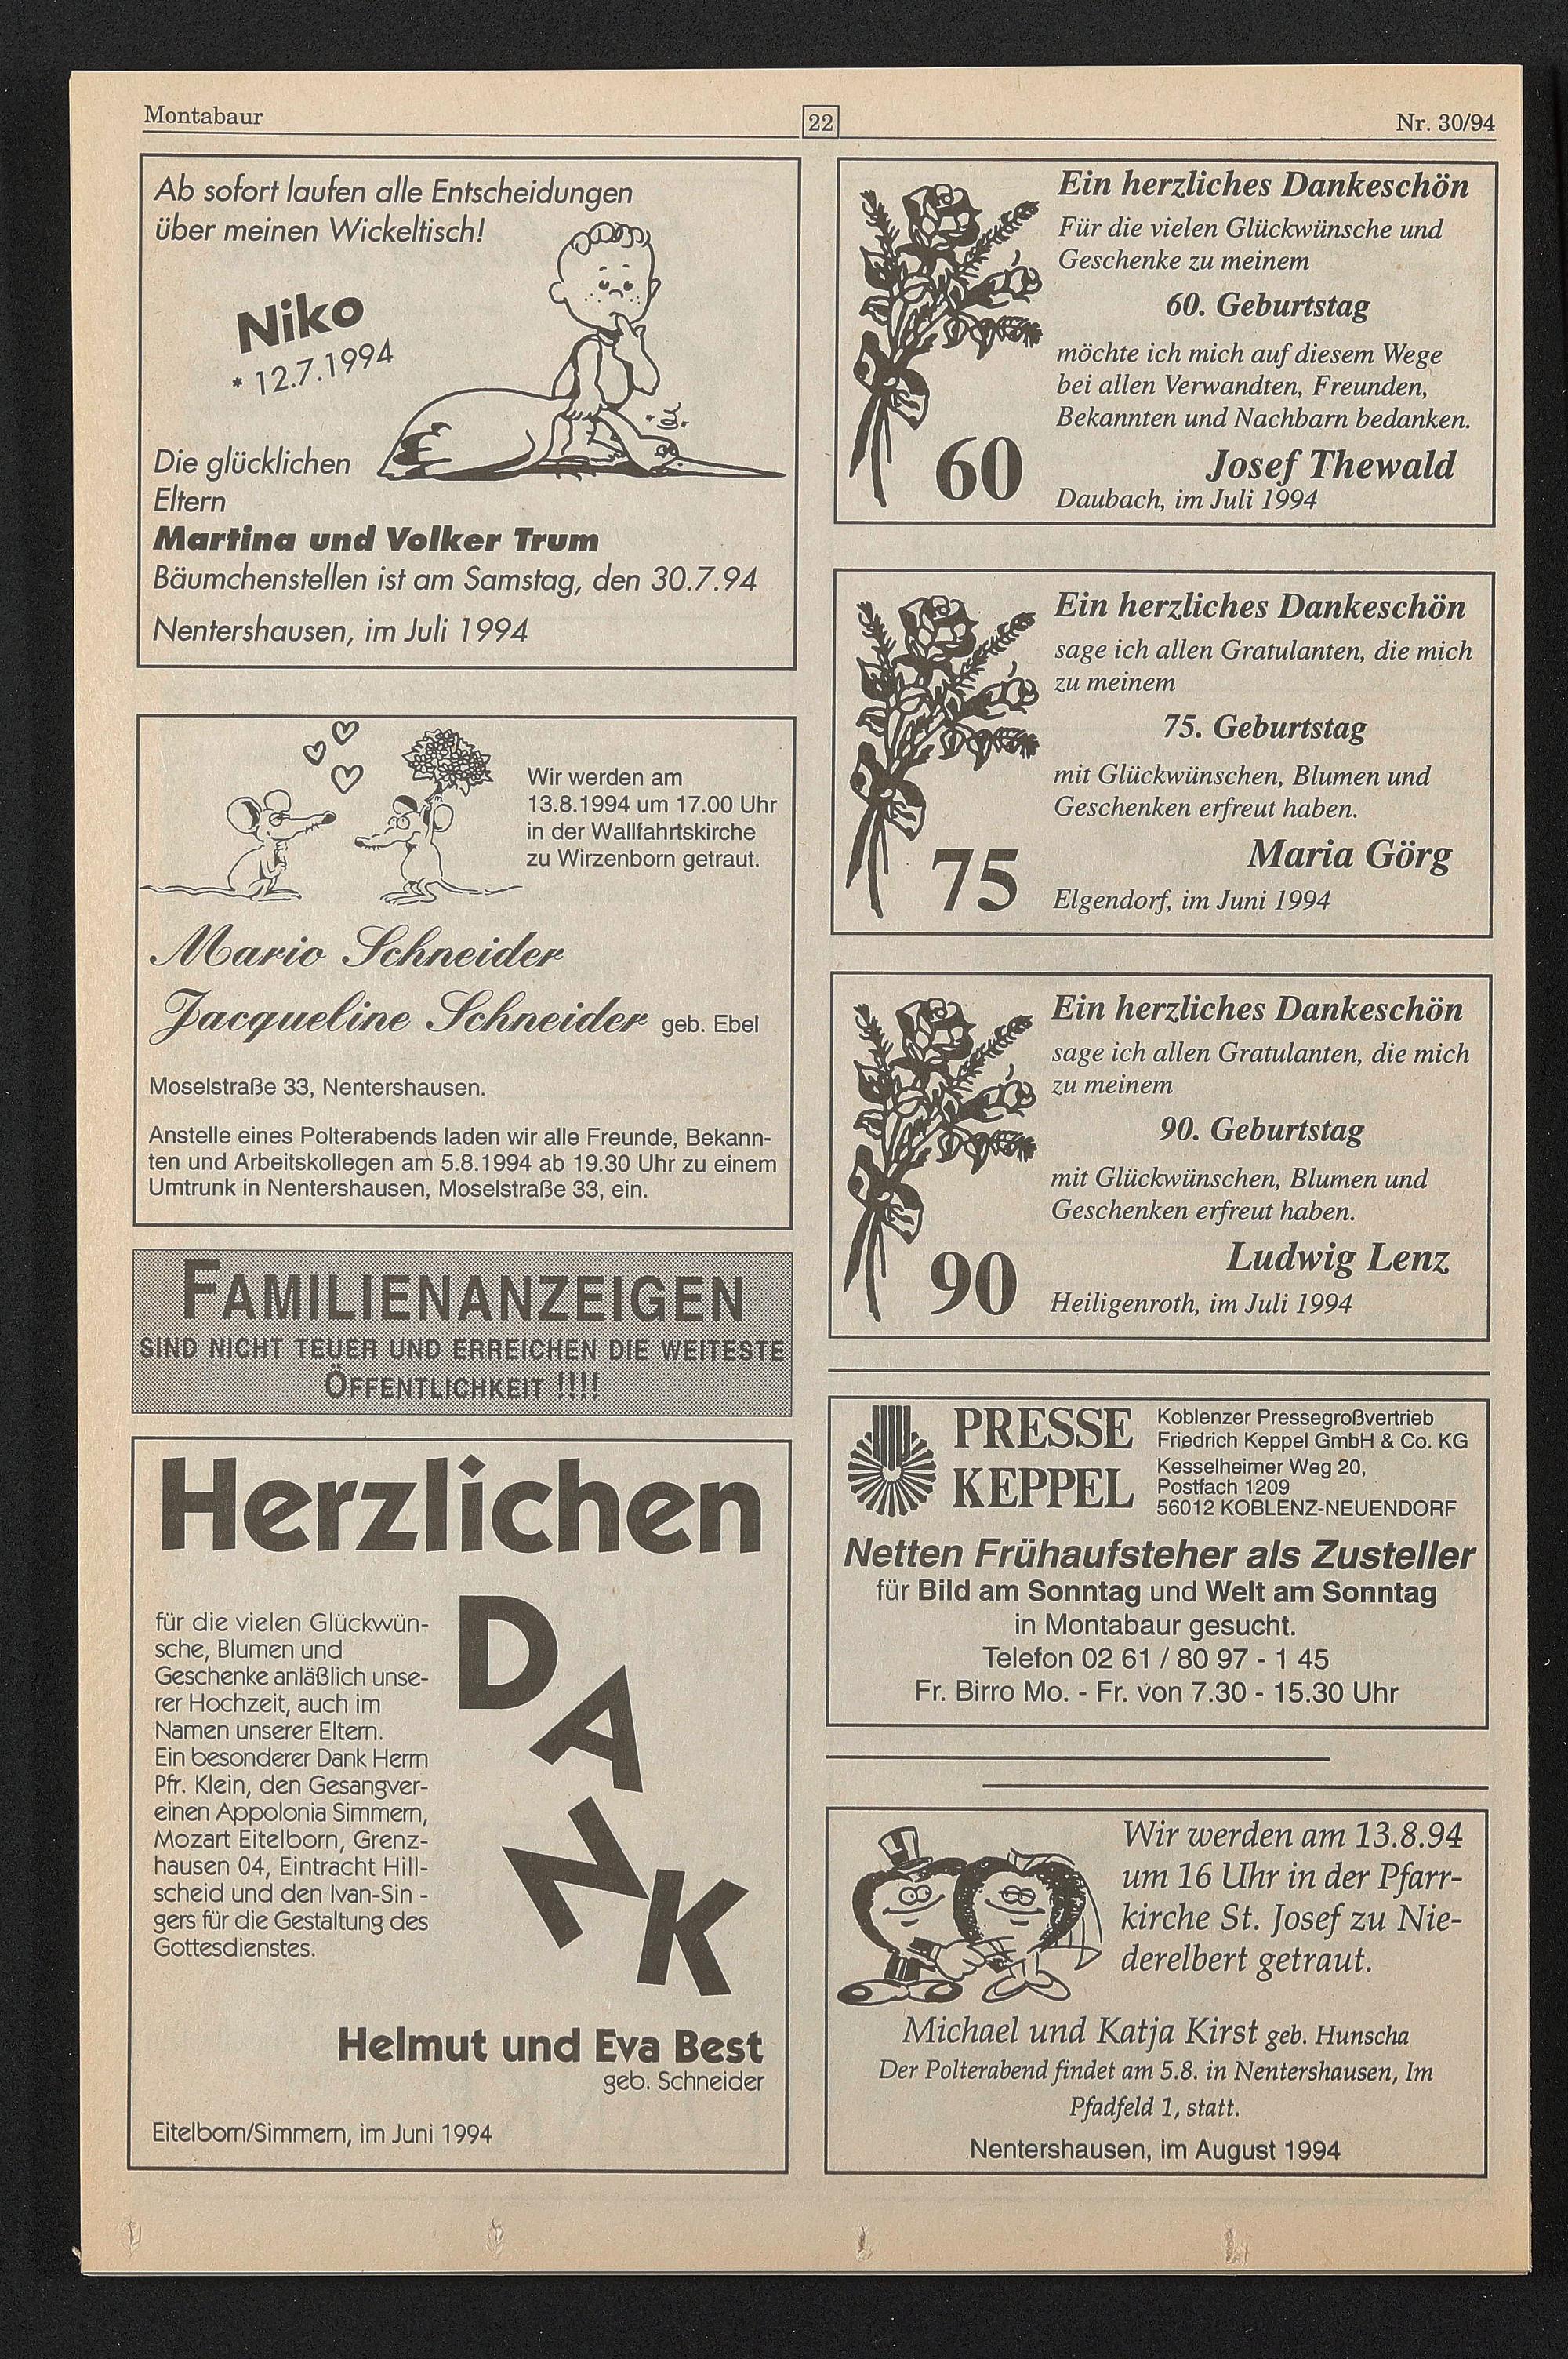 Montabaur
22
Nr. 30/94
Ab sofort laufen alle Entscheidungen
über meinen Wickeltisch!
Niko
* 12.7.1994
Die glücklichen
Eltern
Martina und Volker Trum
Bäumchenstellen ist am Samstag, den 30.7.94
Nentershausen, im Juli 1994
Wir werden am
13.8.1994 um 17.00 Uhr
in der Wallfahrtskirche
zu Wirzenborn getraut.
Mario Schneider
Jacqueline Schneider geb. Ebel
Moselstraße 33, Nentershausen.
Anstelle eines Polterabends laden wir alle Freunde, Bekann-
ten und Arbeitskollegen am 5.8.1994 ab 19.30 Uhr zu einem
Umtrunk in Nentershausen, Moselstraße 33, ein.
FAMILIENANZEIGEN
SIND NICHT TEUER UND ERREICHEN DIE WEITESTE
ÖFFENTLICHKEIT !!!!
Herzlichen
DANK
für die vielen Glückwün-
sche, Blumen und
Geschenke anläßlich unse-
rer Hochzeit, auch im
Namen unserer Eltern.
Ein besonderer Dank Herrn
Pfr. Klein, den Gesangver-
einen Appolonia Simmern,
Mozart Eitelborn, Grenz-
hausen 04, Eintracht Hill-
scheid und den Ivan-Sin -
gers für die Gestaltung des
Gottesdienstes.
Helmut und Eva Best
geb. Schneider
Eitelborn/Simmern, im Juni 1994
Ein herzliches Dankeschön
Für die vielen Glückwünsche und
Geschenke zu meinem
60. Geburtstag
möchte ich mich auf diesem Wege
bei allen Verwandten, Freunden,
Bekannten und Nachbarn bedanken.
60
Josef Thewald
Daubach, im Juli 1994
Ein herzliches Dankeschön
sage ich allen Gratulanten, die mich
zu meinem
75. Geburtstag
mit Glückwünschen, Blumen und
Geschenken erfreut haben.
Maria Görg
75
Elgendorf, im Juni 1994
Ein herzliches Dankeschön
sage ich allen Gratulanten, die mich
zu meinem
90. Geburtstag
mit Glückwünschen, Blumen und
Geschenken erfreut haben.
Ludwig Lenz
90
Heiligenroth, im Juli 1994
PRESSE
KEPPEL
Koblenzer Pressegroßvertrieb
Friedrich Keppel GmbH & Co. KG
Kesselheimer Weg 20,
Postfach 1209
56012 KOBLENZ-NEUENDORF
Netten Frühaufsteher als Zusteller
für Bild am Sonntag und Welt am Sonntag
in Montabaur gesucht.
Telefon 02 61 / 80 97 - 1 45
Fr. Birro Mo. - Fr. von 7.30 - 15.30 Uhr
Wir werden am 13.8.94
um 16 Uhr in der Pfarr-
kirche St. Josef zu Nie-
derelbert getraut.
Michael und Katja Kirst geb. Hunscha
Der Polterabend findet am 5.8. in Nentershausen, Im
Pfadfeld 1, statt.
Nentershausen, im August 1994